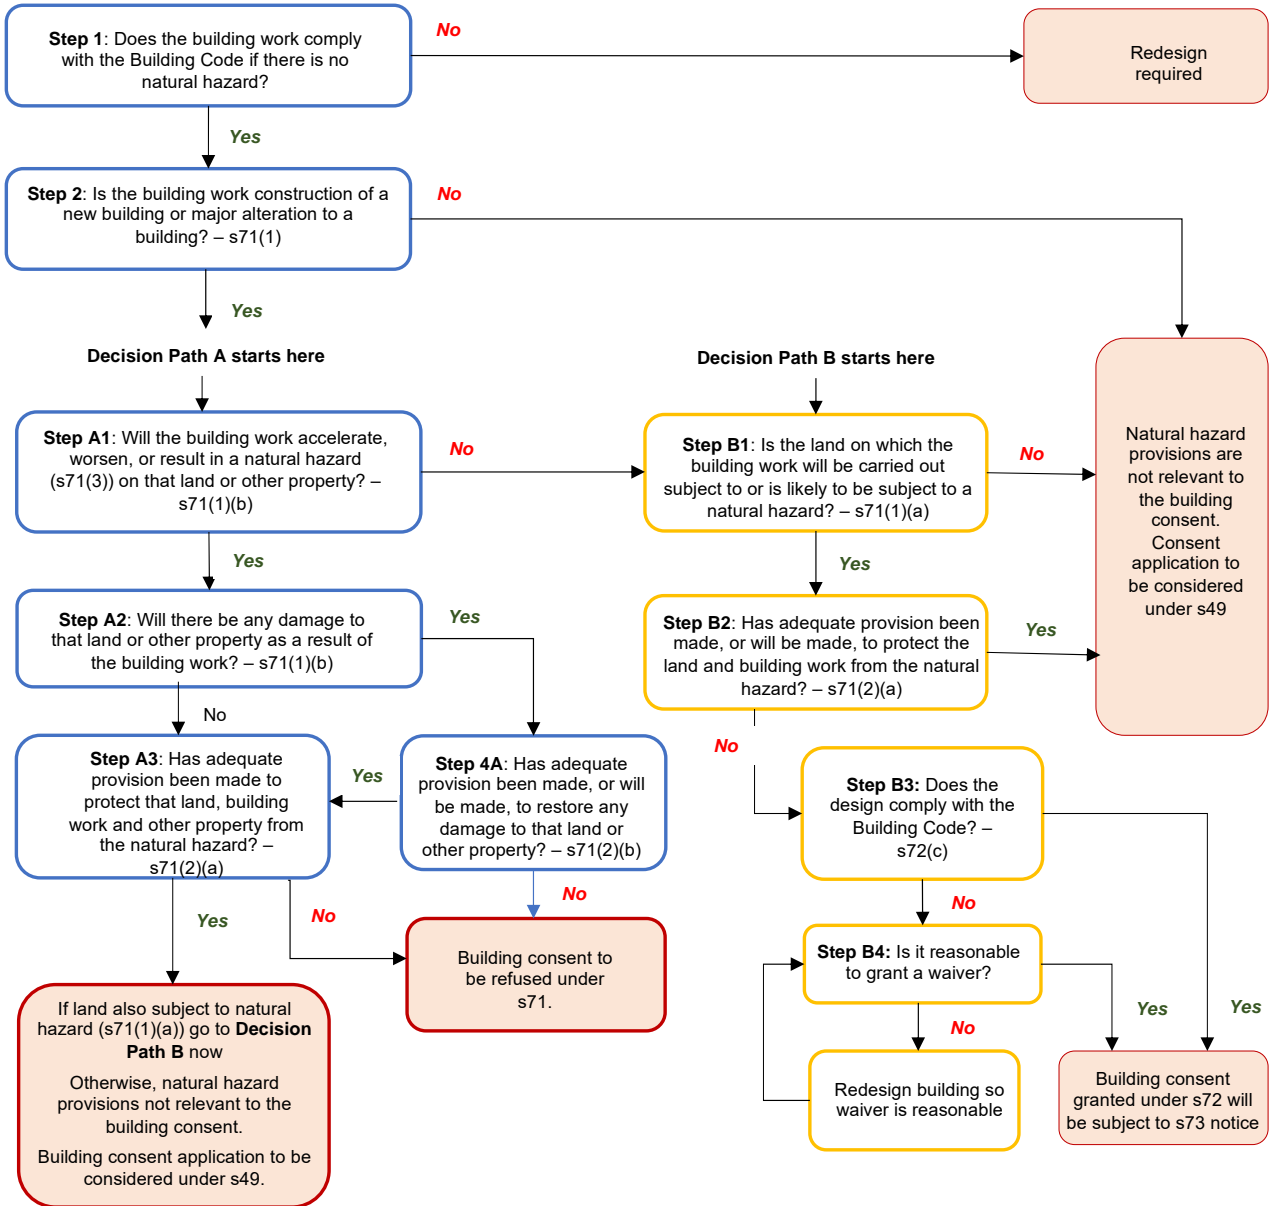 Step 1: Does the building work comply
with the Building Code if there is no
natural hazard?
No
Redesign
required
Yes
Step 2: Is the building work construction of a
new building or major alteration to a
building? – s71(1)
No
Yes
Decision Path A starts here
Decision Path B starts here
Step A1: Will the building work accelerate,
worsen, or result in a natural hazard
(s71(3)) on that land or other property? –
s71(1)(b)
No
Step B1: Is the land on which the
building work will be carried out
subject to or is likely to be subject to a
natural hazard? – s71(1)(a)
No
Natural hazard
provisions are
not relevant to
the building
consent.
Consent
application to
be considered
under s49
Yes
Yes
Step A2: Will there be any damage to
that land or other property as a result of
the building work? – s71(1)(b)
Yes
Step B2: Has adequate provision been
made, or will be made, to protect the
land and building work from the natural
hazard? – s71(2)(a)
Yes
No
No
Step A3: Has adequate
provision been made to
protect that land, building
work and other property from
the natural hazard? –
s71(2)(a)
Yes
Step 4A: Has adequate
provision been made, or will
be made, to restore any
damage to that land or
other property? – s71(2)(b)
Step B3: Does the
design comply with the
Building Code? –
s72(c)
Yes
No
No
No
Building consent to
be refused under
s71.
Step B4: Is it reasonable
to grant a waiver?
Yes
Yes
No
If land also subject to natural
hazard (s71(1)(a)) go to Decision
Path B now
Otherwise, natural hazard
provisions not relevant to the
building consent.
Building consent application to be
considered under s49.
Redesign building so
waiver is reasonable
Building consent
granted under s72 will
be subject to s73 notice